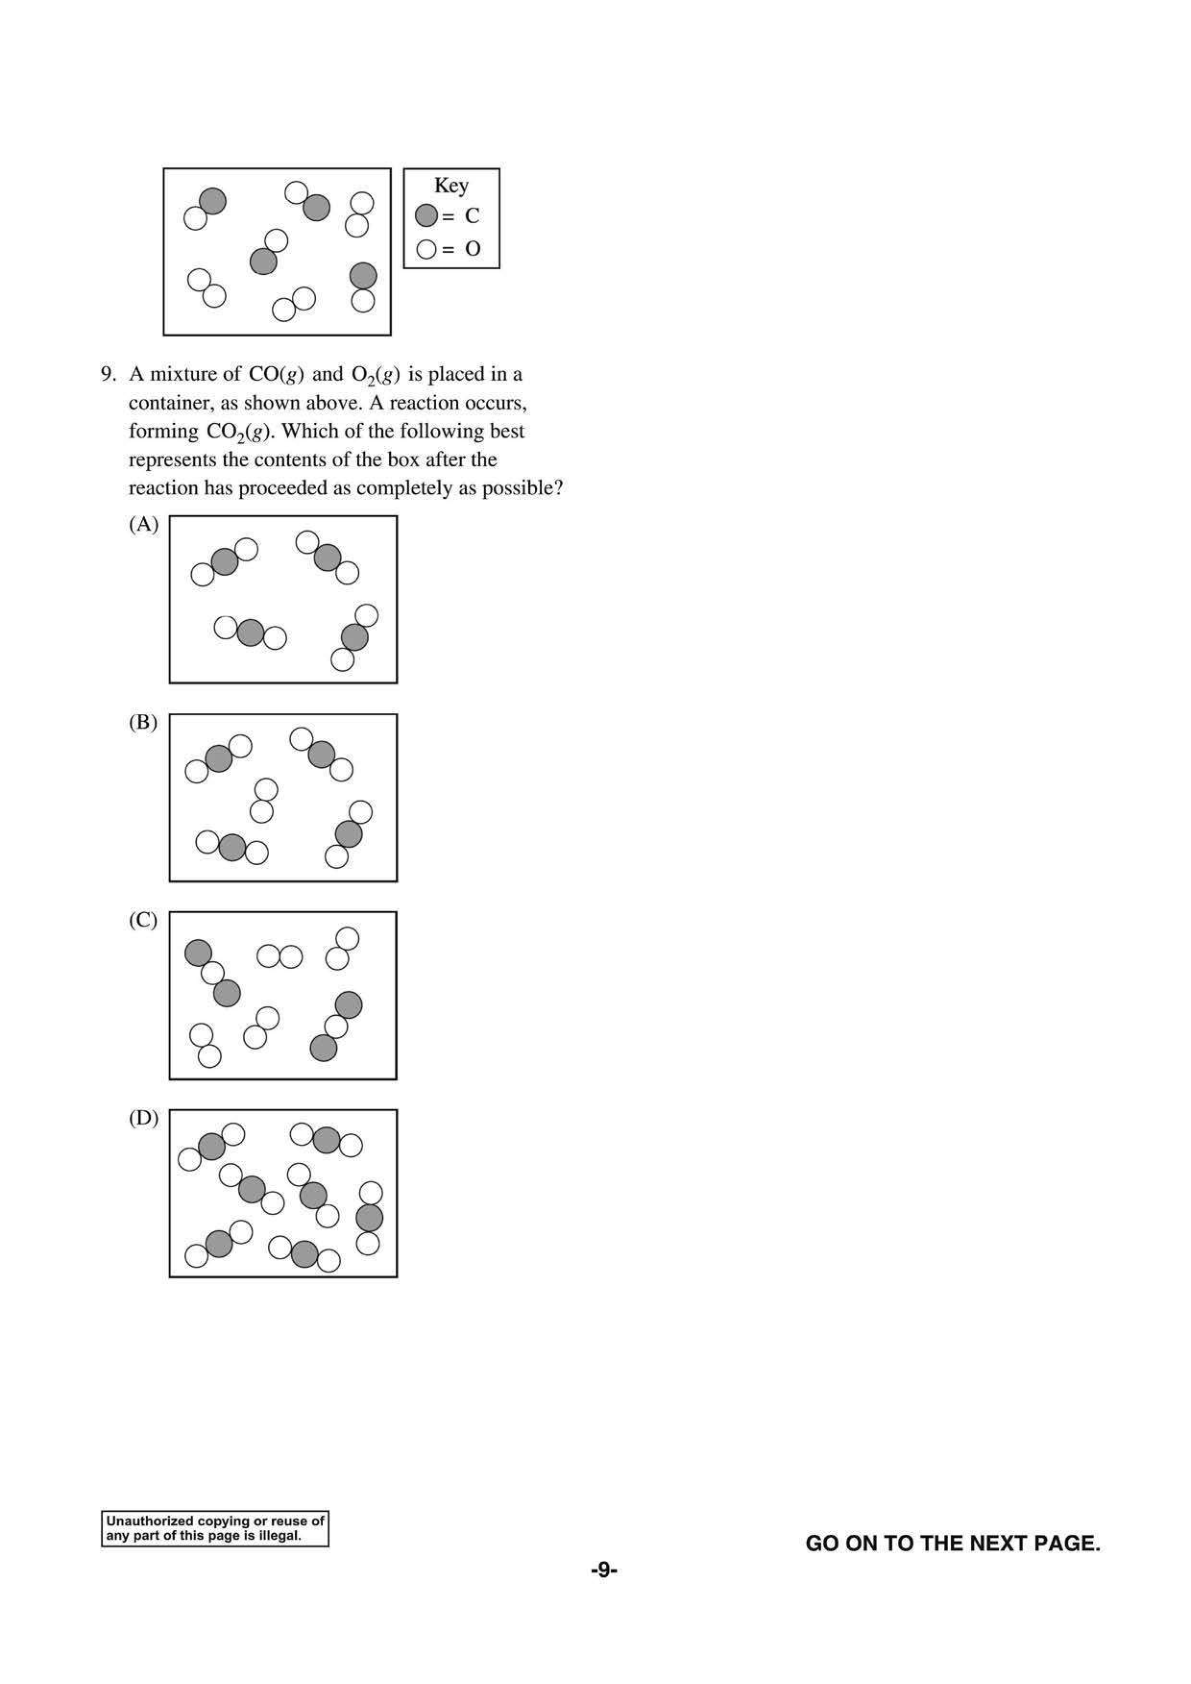 Key
= C
= O
9. A mixture of CO(g) and O₂(g) is placed in a
container, as shown above. A reaction occurs,
forming CO₂(g). Which of the following best
represents the contents of the box after the
reaction has proceeded as completely as possible?
(A)
(B)
(C)
(D)
Unauthorized copying or reuse of
any part of this page is illegal.
GO ON TO THE NEXT PAGE.
-9-